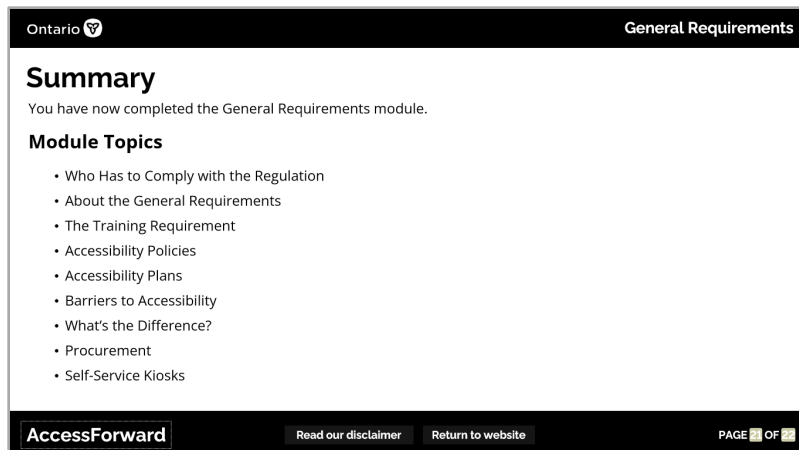 Ontario
General Requirements
Summary
You have now completed the General Requirements module.
Module Topics
• Who Has to Comply with the Regulation
• About the General Requirements
• The Training Requirement
• Accessibility Policies
• Accessibility Plans
• Barriers to Accessibility
• What's the Difference?
• Procurement
• Self-Service Kiosks
AccessForward
Read our disclaimer
Return to website
PAGE 21 OF 22